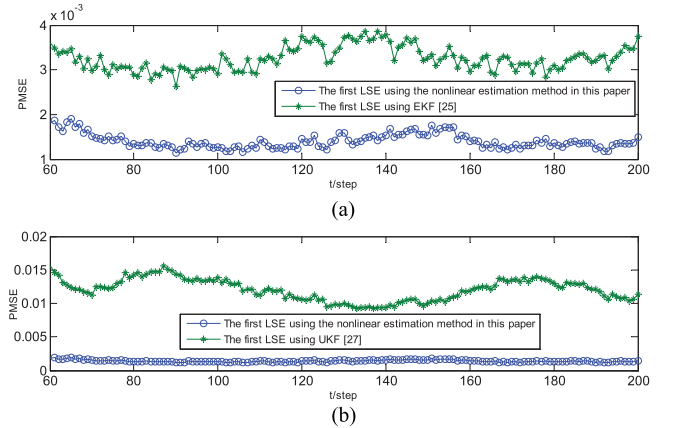 4 × 10⁻³
4
3
2
1
PMSE
The first LSE using the nonlinear estimation method in this paper
The first LSE using EKF [25]
60 80 100 120 140 160 180 200
t/step
(a)
0.02
0.015
0.01
0.005
0
PMSE
The first LSE using the nonlinear estimation method in this paper
The first LSE using UKF [27]
60 80 100 120 140 160 180 200
t/step
(b)